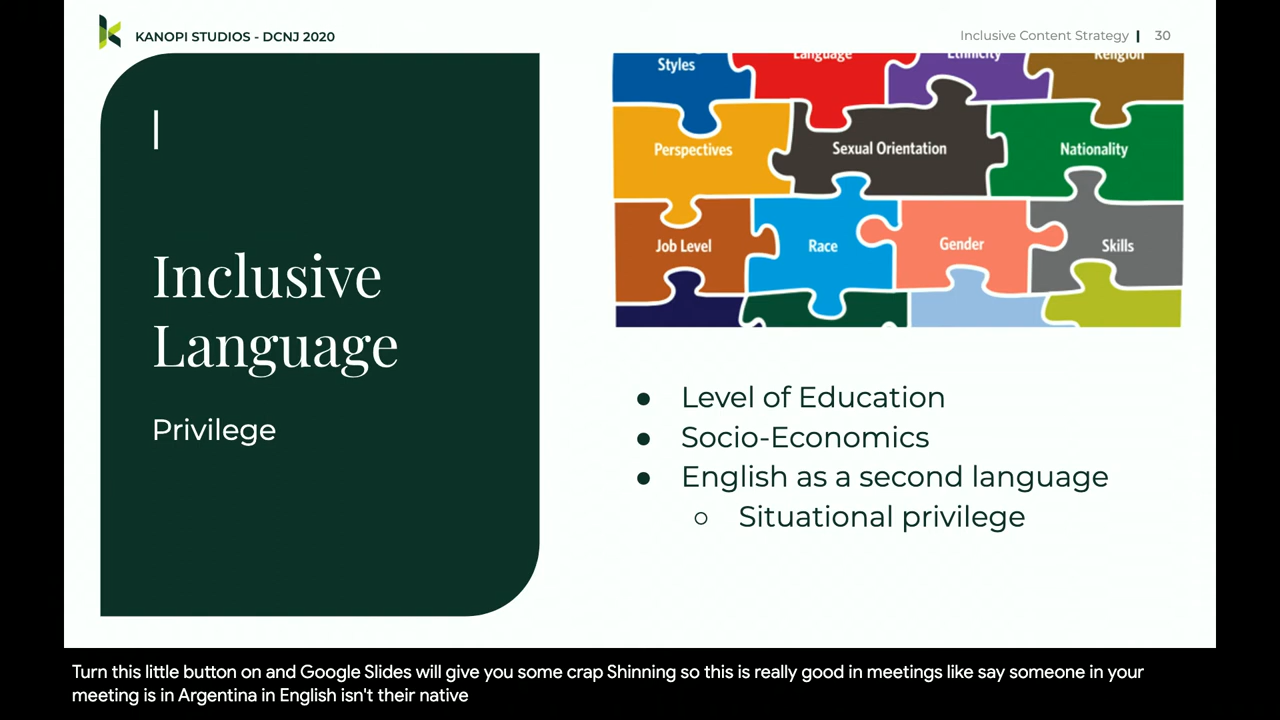 KANOPI STUDIOS - DCNJ 2020
Inclusive Content Strategy | 30
Inclusive
Language
Privilege
Styles
Language
Ethnicity
Religion
Perspectives
Sexual Orientation
Nationality
Job Level
Race
Gender
Skills
● Level of Education
● Socio-Economics
● English as a second language
○ Situational privilege
Turn this little button on and Google Slides will give you some crap Shinning so this is really good in meetings like say someone in your
meeting is in Argentina in English isn't their native